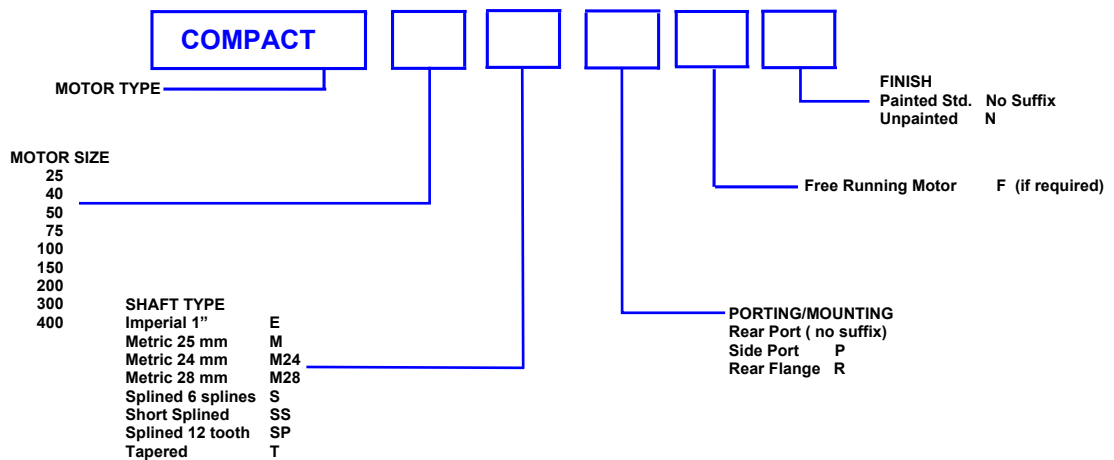 COMPACT
MOTOR TYPE
FINISH
Painted Std. No Suffix
Unpainted N
MOTOR SIZE
25
40
50
75
100
150
200
300
400
Free Running Motor F (if required)
SHAFT TYPE
Imperial 1” E
Metric 25 mm M
Metric 24 mm M24
Metric 28 mm M28
Splined 6 splines S
Short Splined SS
Splined 12 tooth SP
Tapered T
PORTING/MOUNTING
Rear Port ( no suffix)
Side Port P
Rear Flange R